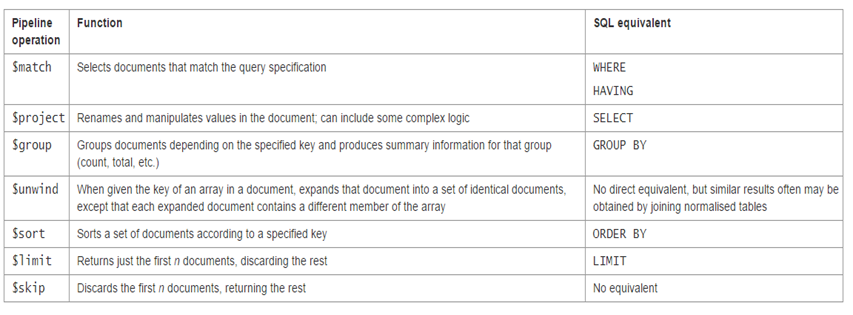 Pipeline operation Function SQL equivalent
$match Selects documents that match the query specification WHERE
HAVING
$project Renames and manipulates values in the document; can include some complex logic SELECT
$group Groups documents depending on the specified key and produces summary information for that group GROUP BY
(count, total, etc.)
$unwind When given the key of an array in a document, expands that document into a set of identical documents, No direct equivalent, but similar results often may be
except that each expanded document contains a different member of the array obtained by joining normalised tables
$sort Sorts a set of documents according to a specified key ORDER BY
$limit Returns just the first n documents, discarding the rest LIMIT
$skip Discards the first n documents, returning the rest No equivalent